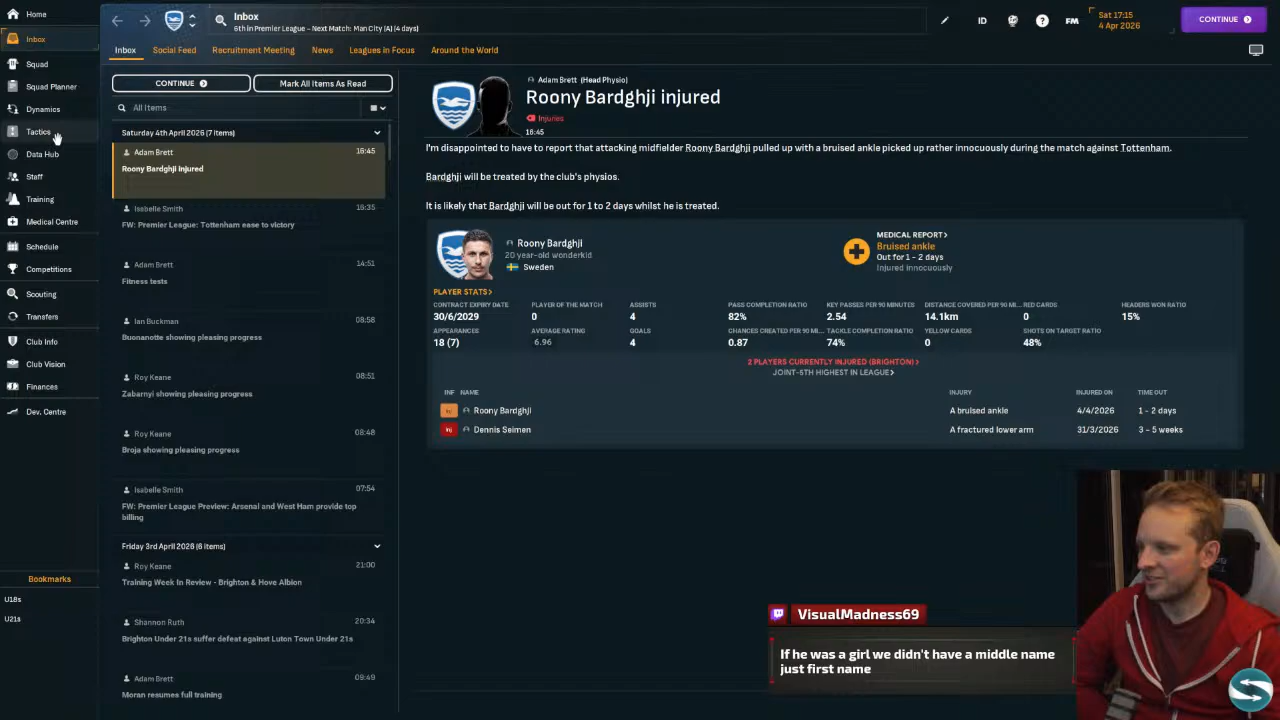 Home
Inbox
Squad
Squad Planner
Dynamics
Tactics
Data Hub
Staff
Training
Medical Centre
Schedule
Competitions
Scouting
Transfers
Club Info
Club Vision
Finances
Dev. Centre
Bookmarks
U18s
U21s
Inbox
6th in Premier League - Next Match: Man City (A) (4 days)
ID
FM
Sat 17:15
4 Apr 2026
CONTINUE
Inbox
Social Feed
Recruitment Meeting
News
Leagues in Focus
Around the World
CONTINUE
Mark All Items As Read
All Items
Saturday 4th April 2026 (7 items)
Adam Brett 16:45
Roony Bardghji injured
Isabelle Smith 16:35
FW: Premier League: Tottenham ease to victory
Adam Brett 14:51
Fitness tests
Ian Buckman 08:58
Buonanotte showing pleasing progress
Roy Keane 08:51
Zabarnyi showing pleasing progress
Roy Keane 08:48
Broja showing pleasing progress
Isabelle Smith 07:54
FW: Premier League Preview: Arsenal and West Ham provide top
billing
Friday 3rd April 2026 (6 items)
Roy Keane 21:00
Training Week In Review - Brighton & Hove Albion
Shannon Ruth 20:34
Brighton Under 21s suffer defeat against Luton Town Under 21s
Adam Brett 09:49
Moran resumes full training
Adam Brett (Head Physio)
Roony Bardghji injured
Injuries
16:45
I'm disappointed to have to report that attacking midfielder Roony Bardghji pulled up with a bruised ankle picked up rather innocuously during the match against Tottenham.
Bardghji will be treated by the club's physios.
It is likely that Bardghji will be out for 1 to 2 days whilst he is treated.
Roony Bardghji
20 year-old wonderkid
Sweden
MEDICAL REPORT >
Bruised ankle
Out for 1 - 2 days
Injured innocuously
PLAYER STATS >
CONTRACT EXPIRY DATE PLAYER OF THE MATCH ASSISTS PASS COMPLETION RATIO KEY PASSES PER 90 MINUTES DISTANCE COVERED PER 90 MI... RED CARDS HEADERS WON RATIO
30/6/2029 0 4 82% 2.54 14.1km 0 15%
APPEARANCES AVERAGE RATING GOALS CHANCES CREATED PER 90 MI... TACKLE COMPLETION RATIO YELLOW CARDS SHOTS ON TARGET RATIO
18 (7) 6.96 4 0.87 74% 0 48%
2 PLAYERS CURRENTLY INJURED (BRIGHTON) >
JOINT-5TH HIGHEST IN LEAGUE >
INF NAME INJURY INJURED ON TIME OUT
Inj Roony Bardghji A bruised ankle 4/4/2026 1 - 2 days
Inj Dennis Seimen A fractured lower arm 31/3/2026 3 - 5 weeks
VisualMadness69
If he was a girl we didn't have a middle name
just first name